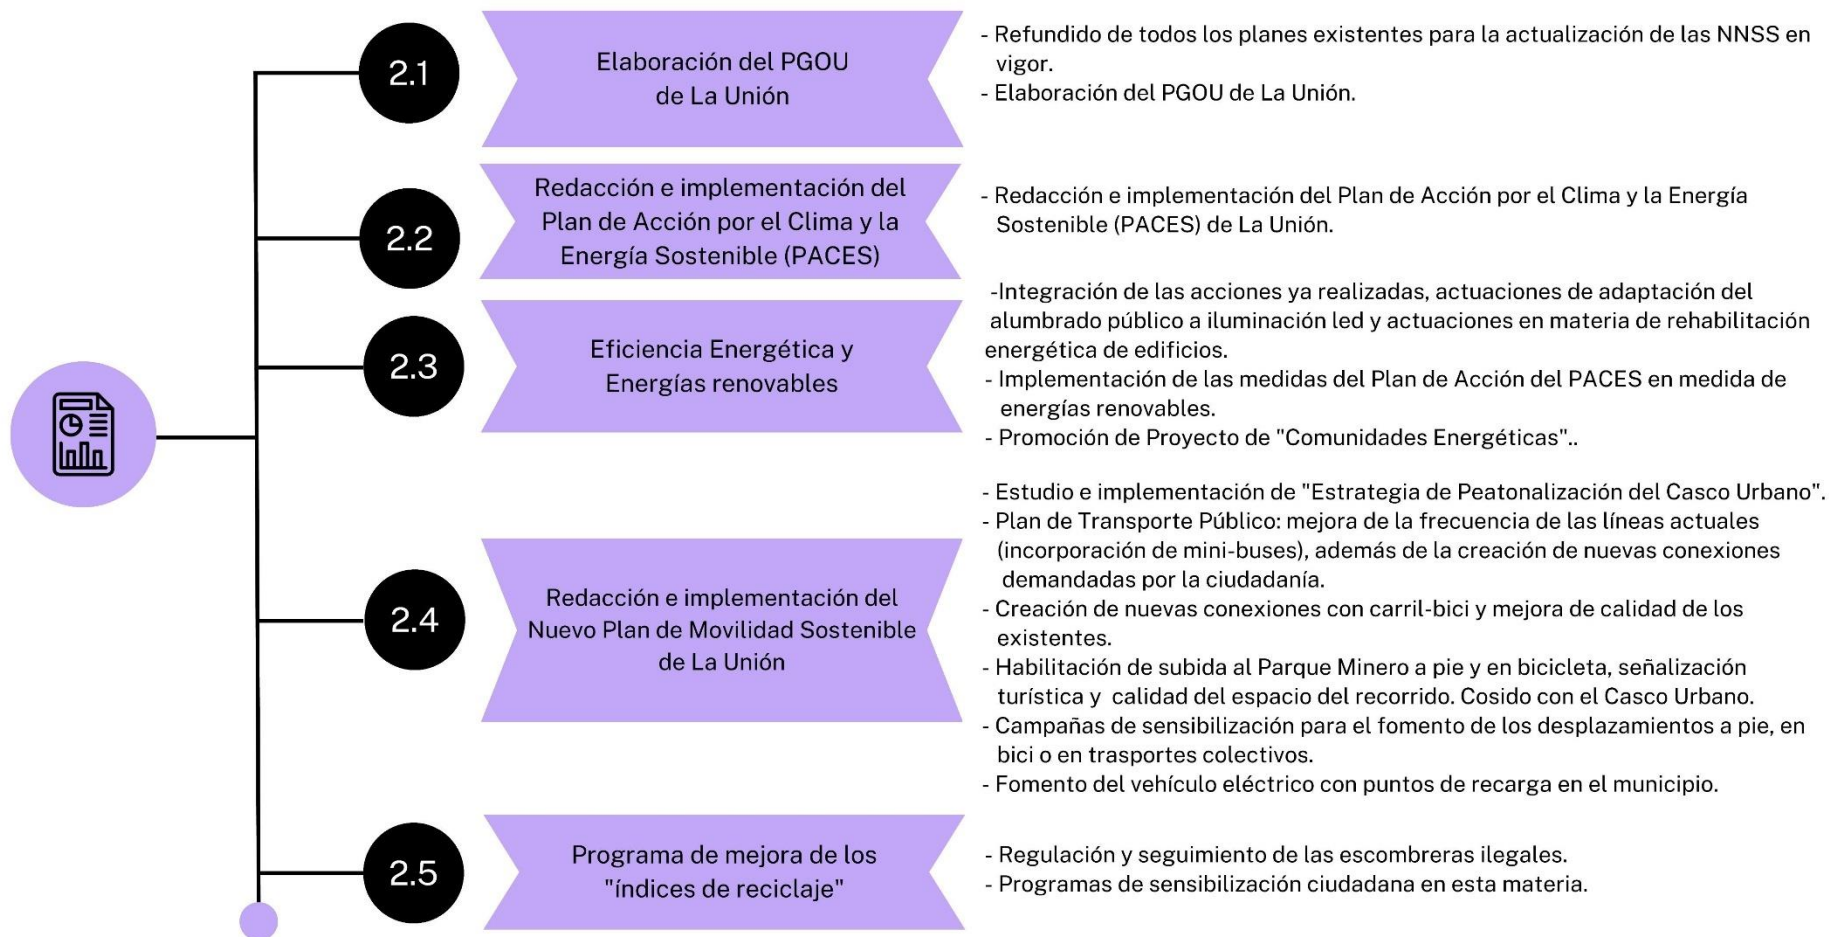 2.1
Elaboración del PGOU
de La Unión
- Refundido de todos los planes existentes para la actualización de las NNSS en
vigor.
- Elaboración del PGOU de La Unión.
2.2
Redacción e implementación del
Plan de Acción por el Clima y la
Energía Sostenible (PACES)
- Redacción e implementación del Plan de Acción por el Clima y la Energía
Sostenible (PACES) de La Unión.
2.3
Eficiencia Energética y
Energías renovables
-Integración de las acciones ya realizadas, actuaciones de adaptación del
alumbrado público a iluminación led y actuaciones en materia de rehabilitación
energética de edificios.
- Implementación de las medidas del Plan de Acción del PACES en medida de
energías renovables.
- Promoción de Proyecto de "Comunidades Energéticas"..
2.4
Redacción e implementación del
Nuevo Plan de Movilidad Sostenible
de La Unión
- Estudio e implementación de "Estrategia de Peatonalización del Casco Urbano".
- Plan de Transporte Público: mejora de la frecuencia de las líneas actuales
(incorporación de mini-buses), además de la creación de nuevas conexiones
demandadas por la ciudadanía.
- Creación de nuevas conexiones con carril-bici y mejora de calidad de los
existentes.
- Habilitación de subida al Parque Minero a pie y en bicicleta, señalización
turística y calidad del espacio del recorrido. Cosido con el Casco Urbano.
- Campañas de sensibilización para el fomento de los desplazamientos a pie, en
bici o en trasportes colectivos.
- Fomento del vehículo eléctrico con puntos de recarga en el municipio.
2.5
Programa de mejora de los
"índices de reciclaje"
- Regulación y seguimiento de las escombreras ilegales.
- Programas de sensibilización ciudadana en esta materia.